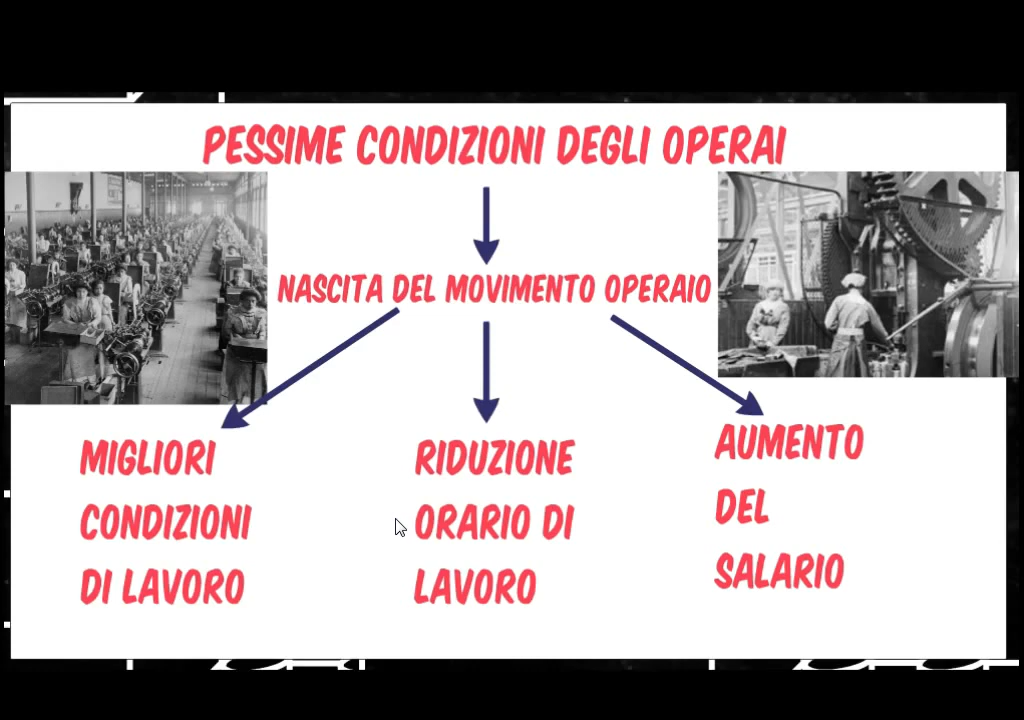 PESSIME CONDIZIONI DEGLI OPERAI
NASCITA DEL MOVIMENTO OPERAIO
MIGLIORI
CONDIZIONI
DI LAVORO
RIDUZIONE
ORARIO DI
LAVORO
AUMENTO
DEL
SALARIO